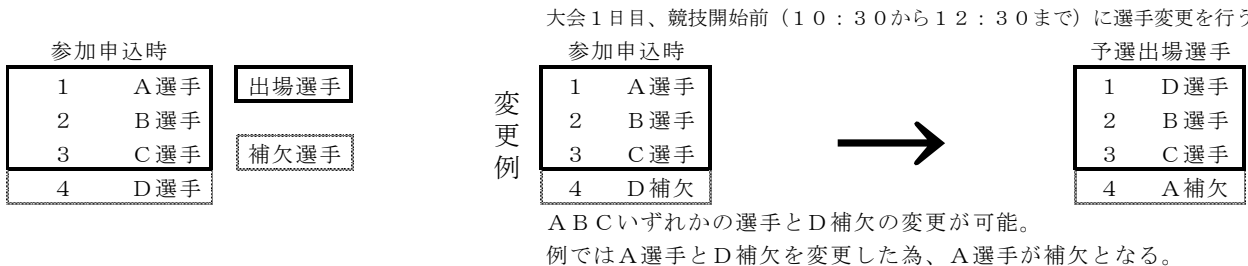 大会１日目、競技開始前（１０：３０から１２：３０まで）に選手変更を行う
参加申込時
1 Ａ選手
2 Ｂ選手
3 Ｃ選手
4 Ｄ選手
出場選手
補欠選手
変更例
参加申込時
1 Ａ選手
2 Ｂ選手
3 Ｃ選手
4 Ｄ補欠
予選出場選手
1 Ｄ選手
2 Ｂ選手
3 Ｃ選手
4 Ａ補欠
ＡＢＣいずれかの選手とＤ補欠の変更が可能。
例ではＡ選手とＤ補欠を変更した為、Ａ選手が補欠となる。